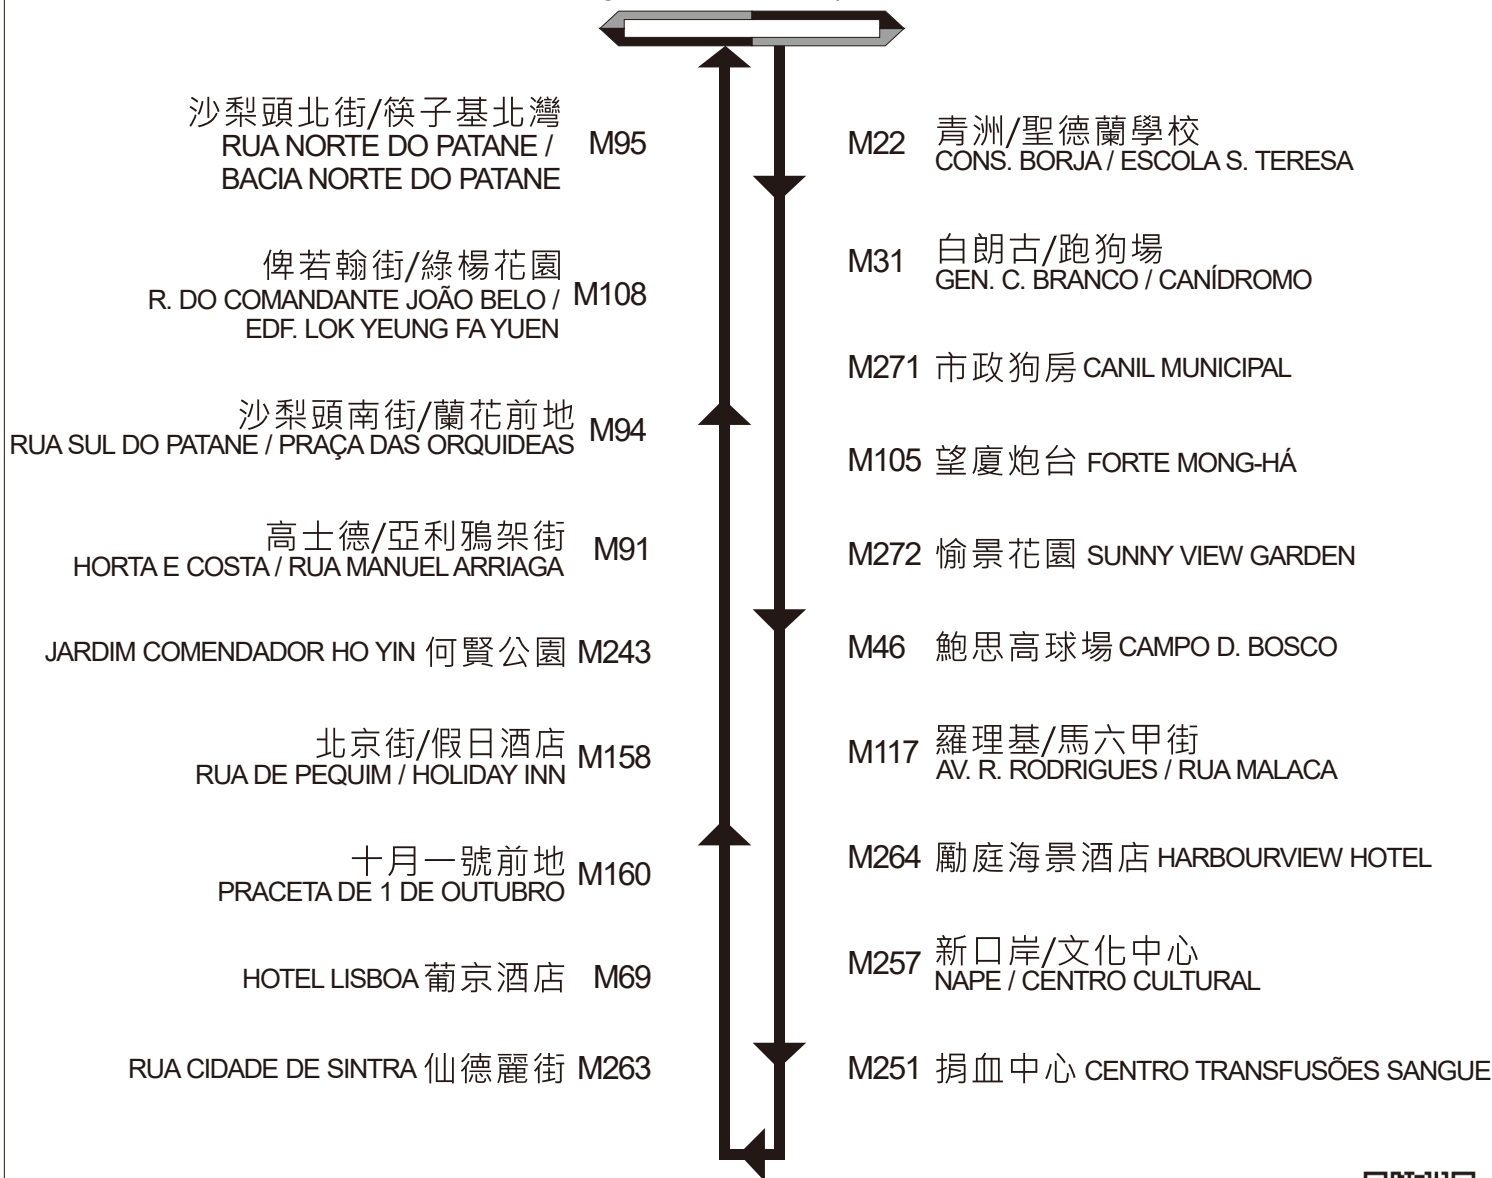 沙梨頭北街/筷子基北灣
RUA NORTE DO PATANE /
BACIA NORTE DO PATANE
M95
俾若翰街/綠楊花園
R. DO COMANDANTE JOÃO BELO /
EDF. LOK YEUNG FA YUEN
M108
沙梨頭南街/蘭花前地
RUA SUL DO PATANE / PRAÇA DAS ORQUIDEAS
M94
高士德/亞利鴉架街
HORTA E COSTA / RUA MANUEL ARRIAGA
M91
JARDIM COMENDADOR HO YIN 何賢公園 M243
北京街/假日酒店
RUA DE PEQUIM / HOLIDAY INN
M158
十月一號前地
PRACETA DE 1 DE OUTUBRO
M160
HOTEL LISBOA 葡京酒店 M69
RUA CIDADE DE SINTRA 仙德麗街 M263
M22
青洲/聖德蘭學校
CONS. BORJA / ESCOLA S. TERESA
M31
白朗古/跑狗場
GEN. C. BRANCO / CANÍDROMO
M271 市政狗房 CANIL MUNICIPAL
M105 望廈炮台 FORTE MONG-HÁ
M272 愉景花園 SUNNY VIEW GARDEN
M46 鮑思高球場 CAMPO D. BOSCO
M117
羅理基/馬六甲街
AV. R. RODRIGUES / RUA MALACA
M264 勵庭海景酒店 HARBOURVIEW HOTEL
M257
新口岸/文化中心
NAPE / CENTRO CULTURAL
M251 捐血中心 CENTRO TRANSFUSÕES SANGUE